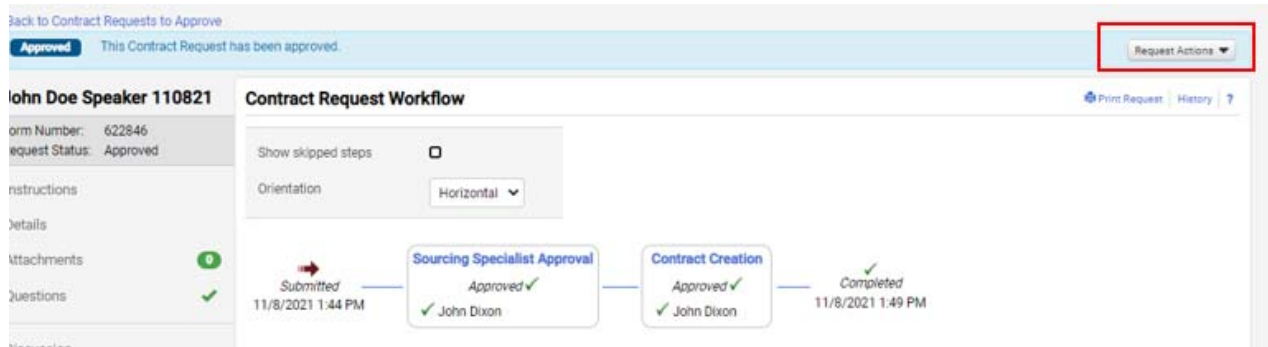 Back to Contract Requests to Approve
Approved This Contract Request has been approved.
Request Actions
John Doe Speaker 110821
Contract Request Workflow
Print Request History ?
Form Number: 622846
Request Status: Approved
Show skipped steps
Orientation Horizontal
Instructions
Details
Attachments 0
Questions
Submitted
11/8/2021 1:44 PM
Sourcing Specialist Approval
Approved
John Dixon
Contract Creation
Approved
John Dixon
Completed
11/8/2021 1:49 PM